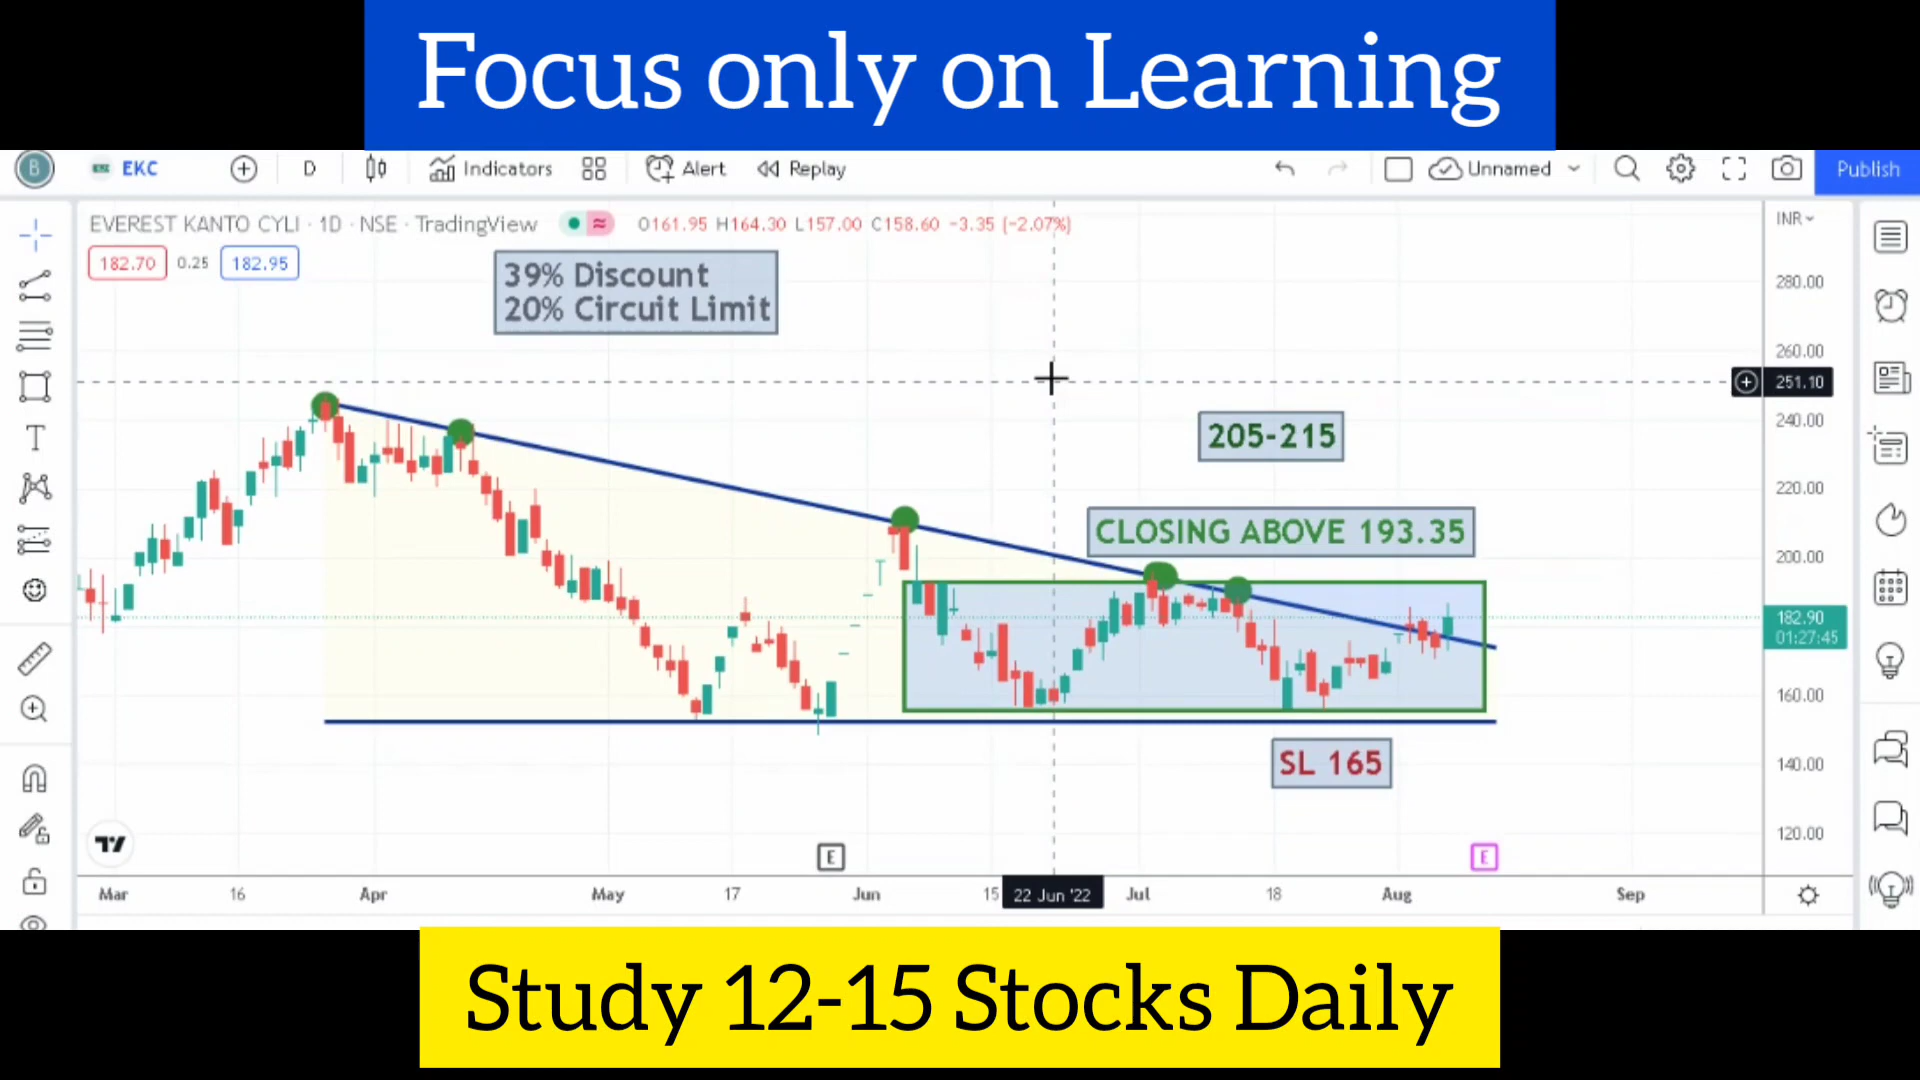 Focus only on Learning
B
EKC
D
Indicators
Alert
Replay
Unnamed
Publish
EVEREST KANTO CYLI · 1D · NSE · TradingView
O161.95 H164.30 L157.00 C158.60 -3.35 (-2.07%)
INR
182.70 0.25 182.95
39% Discount
20% Circuit Limit
280.00
260.00
251.10
240.00
205-215
220.00
CLOSING ABOVE 193.35
200.00
182.90
01:27:45
160.00
SL 165
140.00
120.00
E
E
Mar 16 Apr May 17 Jun 15 22 Jun '22 Jul 18 Aug Sep
Study 12-15 Stocks Daily